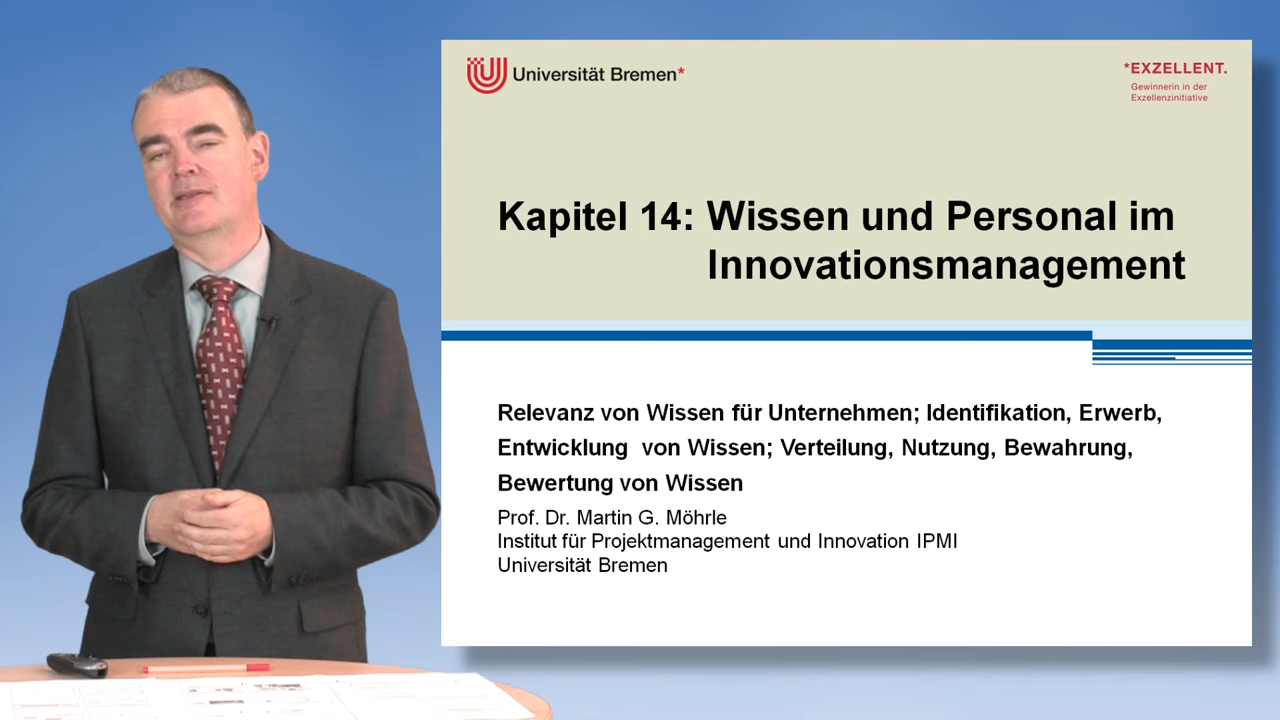 Universität Bremen*
*EXZELLENT.
Gewinnerin in der
Exzellenzinitiative
Kapitel 14: Wissen und Personal im
Innovationsmanagement
Relevanz von Wissen für Unternehmen; Identifikation, Erwerb,
Entwicklung von Wissen; Verteilung, Nutzung, Bewahrung,
Bewertung von Wissen
Prof. Dr. Martin G. Möhrle
Institut für Projektmanagement und Innovation IPMI
Universität Bremen